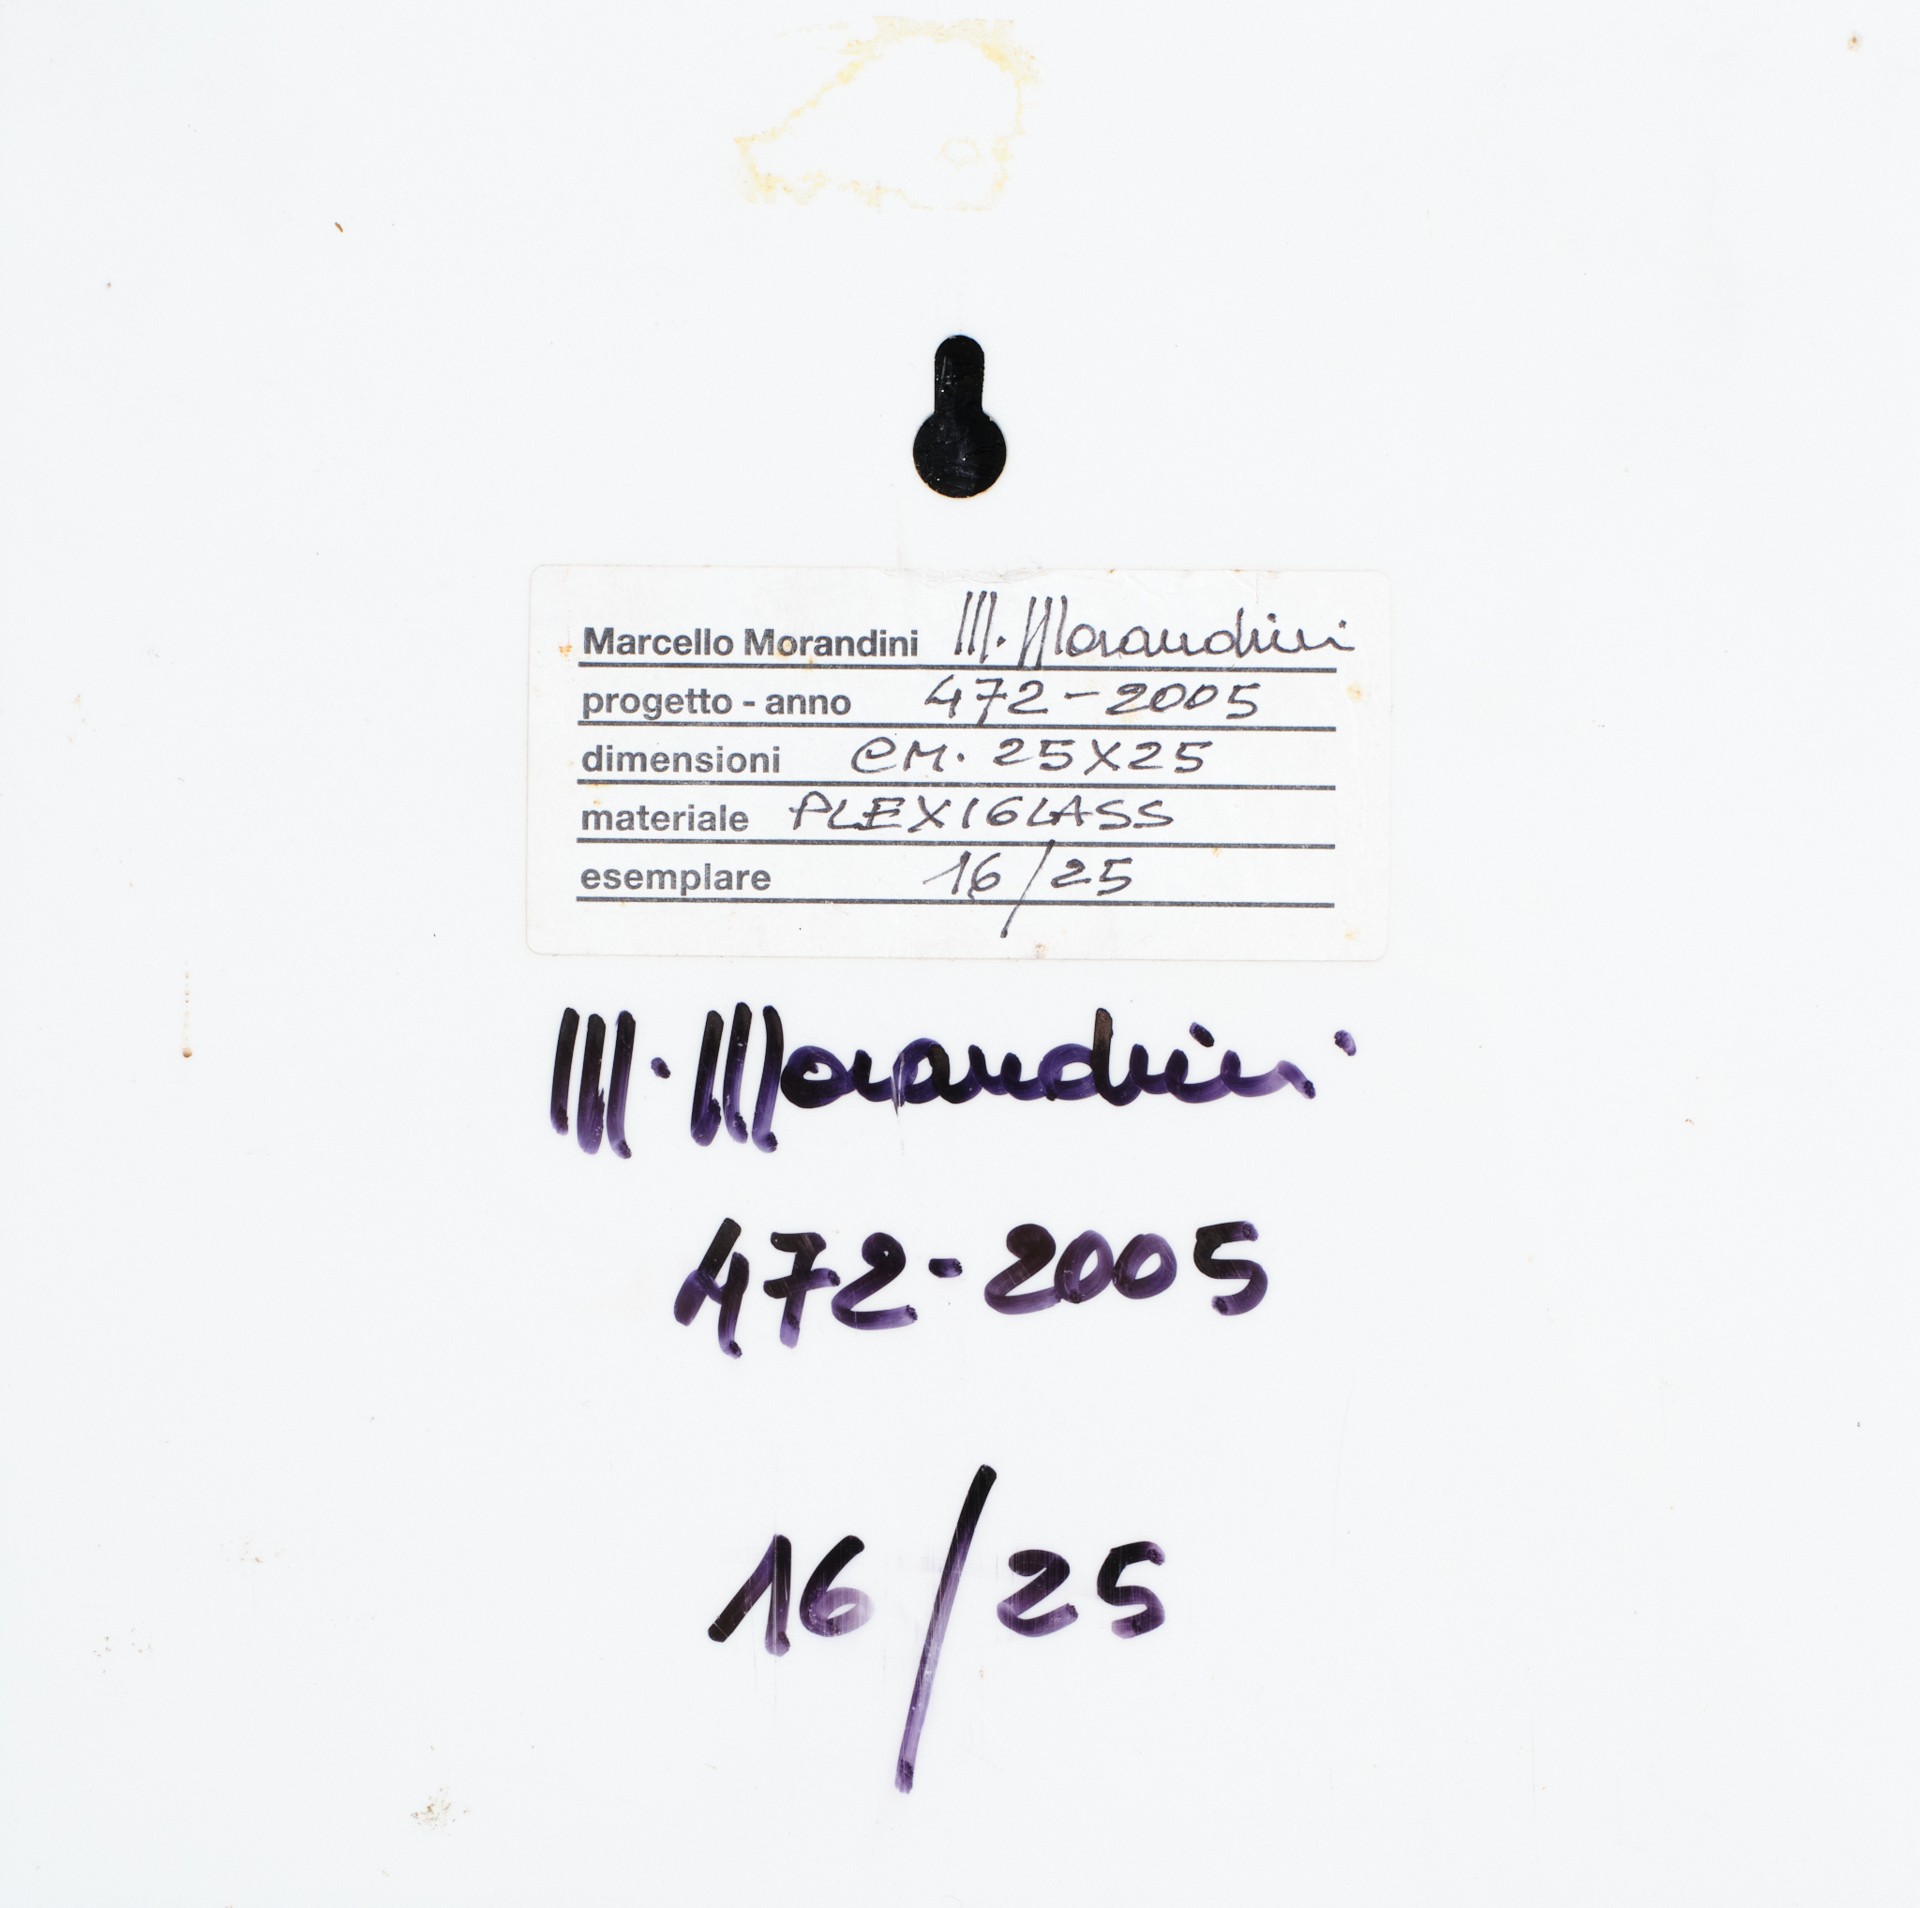 Marcello Morandini M. Morandini
progetto - anno 472-2005
dimensioni CM. 25X25
materiale PLEXIGLASS
esemplare 16/25
M. Morandini
472-2005
16/25